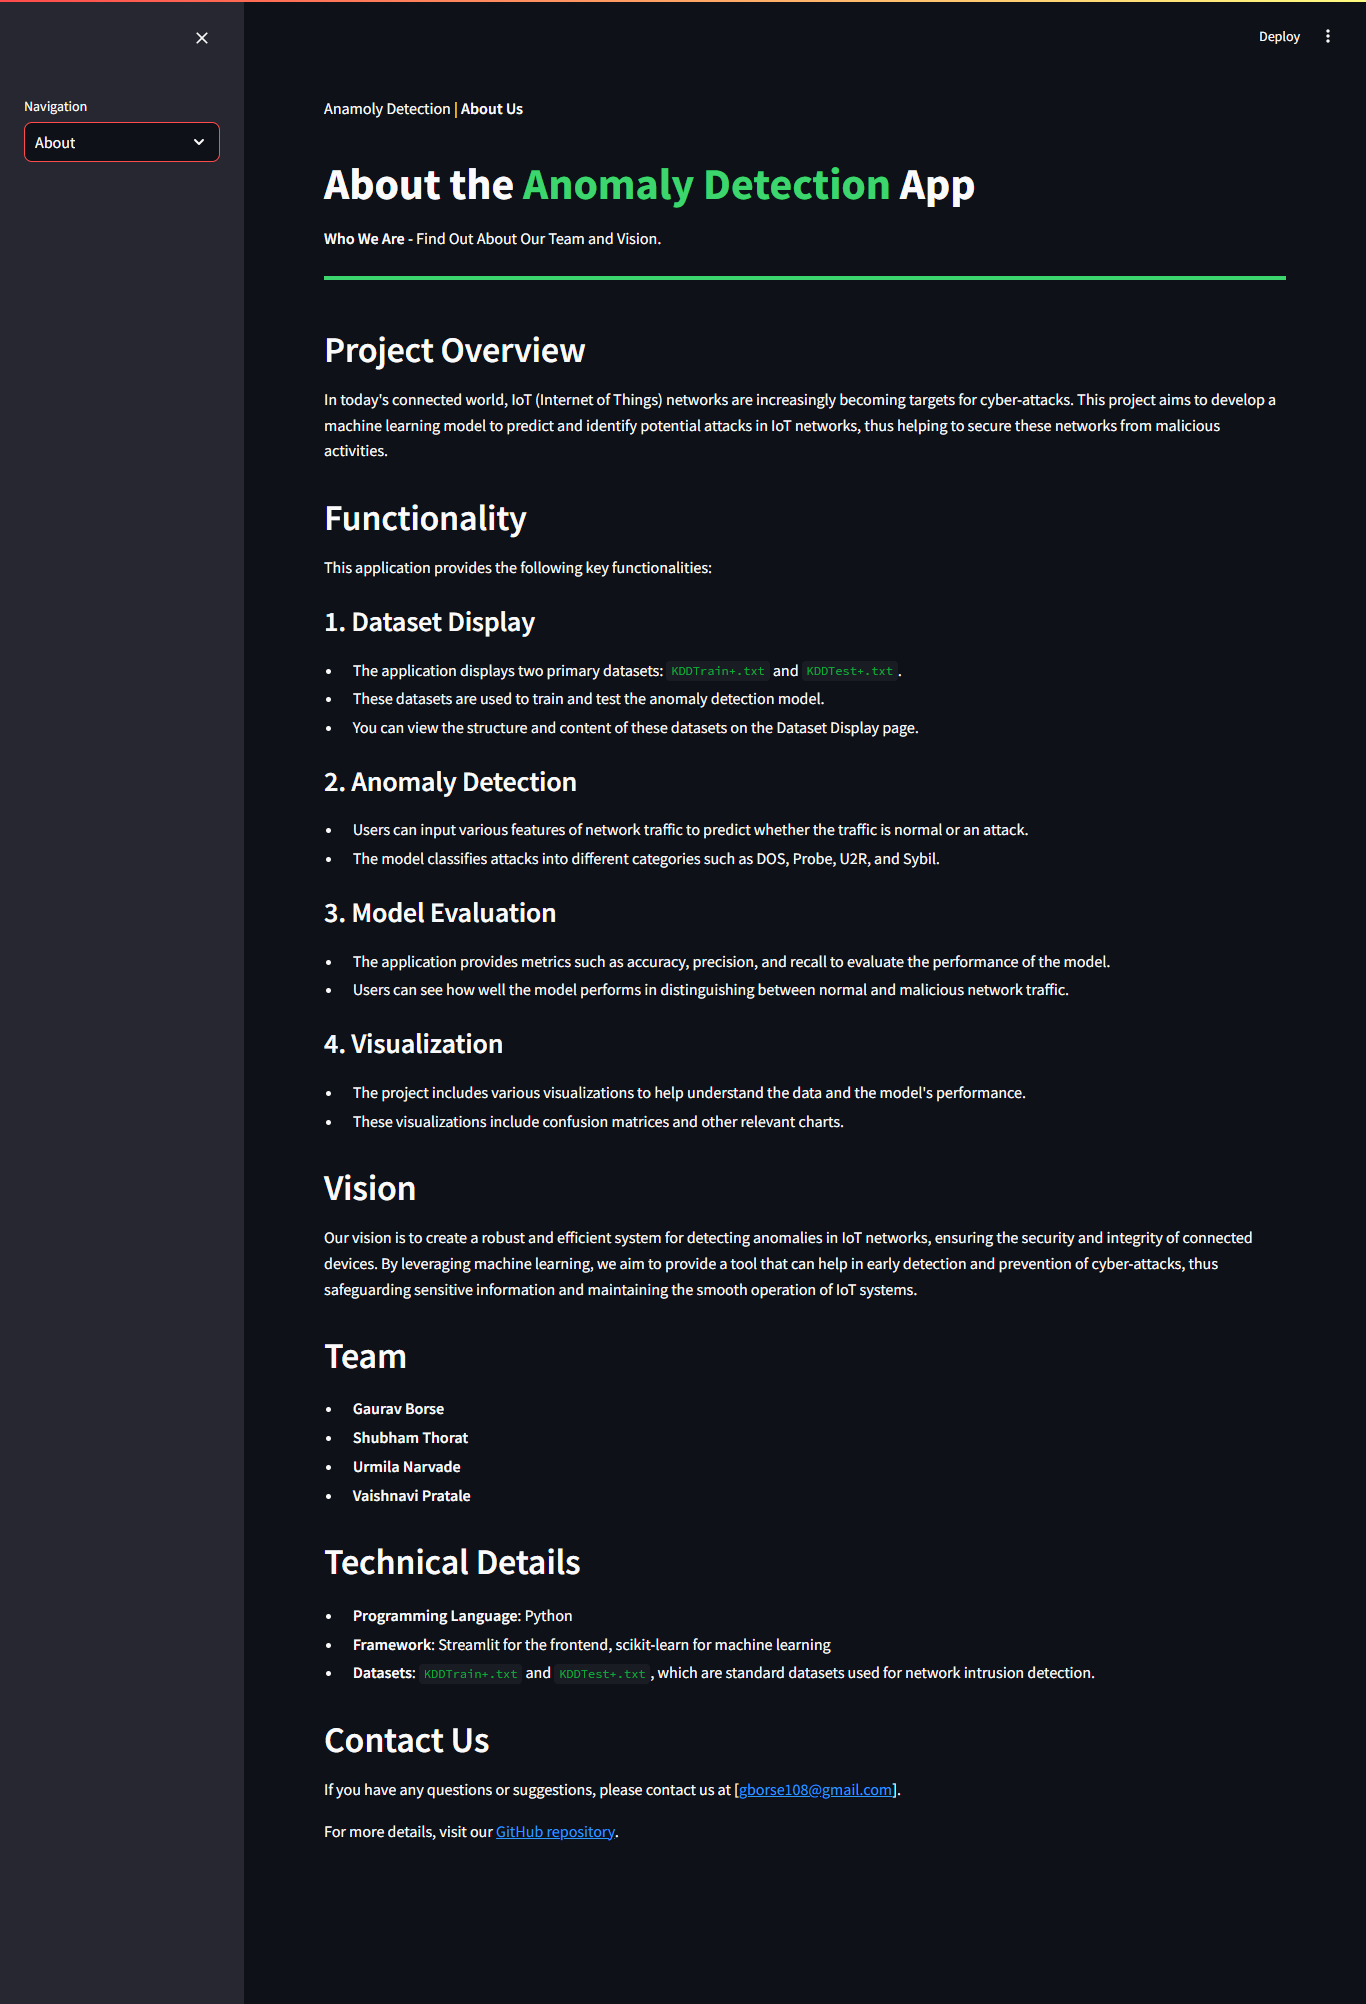 Deploy
Navigation
About
Anamoly Detection | About Us
About the Anomaly Detection App
Who We Are - Find Out About Our Team and Vision.
Project Overview
In today's connected world, IoT (Internet of Things) networks are increasingly becoming targets for cyber-attacks. This project aims to develop a
machine learning model to predict and identify potential attacks in IoT networks, thus helping to secure these networks from malicious
activities.
Functionality
This application provides the following key functionalities:
1. Dataset Display
• The application displays two primary datasets: KDDTrain+.txt and KDDTest+.txt.
• These datasets are used to train and test the anomaly detection model.
• You can view the structure and content of these datasets on the Dataset Display page.
2. Anomaly Detection
• Users can input various features of network traffic to predict whether the traffic is normal or an attack.
• The model classifies attacks into different categories such as DOS, Probe, U2R, and Sybil.
3. Model Evaluation
• The application provides metrics such as accuracy, precision, and recall to evaluate the performance of the model.
• Users can see how well the model performs in distinguishing between normal and malicious network traffic.
4. Visualization
• The project includes various visualizations to help understand the data and the model's performance.
• These visualizations include confusion matrices and other relevant charts.
Vision
Our vision is to create a robust and efficient system for detecting anomalies in IoT networks, ensuring the security and integrity of connected
devices. By leveraging machine learning, we aim to provide a tool that can help in early detection and prevention of cyber-attacks, thus
safeguarding sensitive information and maintaining the smooth operation of IoT systems.
Team
• Gaurav Borse
• Shubham Thorat
• Urmila Narvade
• Vaishnavi Pratale
Technical Details
• Programming Language: Python
• Framework: Streamlit for the frontend, scikit-learn for machine learning
• Datasets: KDDTrain+.txt and KDDTest+.txt, which are standard datasets used for network intrusion detection.
Contact Us
If you have any questions or suggestions, please contact us at [gborse108@gmail.com].
For more details, visit our GitHub repository.